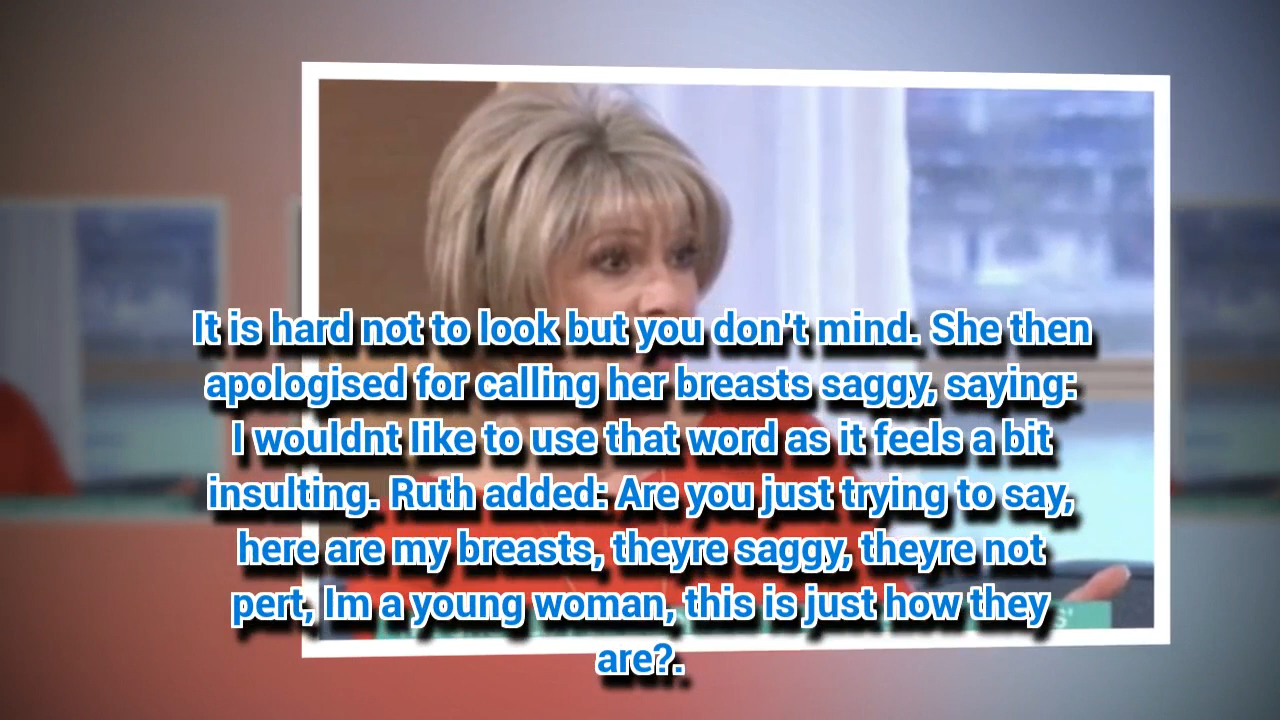 It is hard not to look but you don't mind. She then
apologised for calling her breasts saggy, saying:
I wouldnt like to use that word as it feels a bit
insulting. Ruth added: Are you just trying to say,
here are my breasts, theyre saggy, theyre not
pert, Im a young woman, this is just how they
are?.